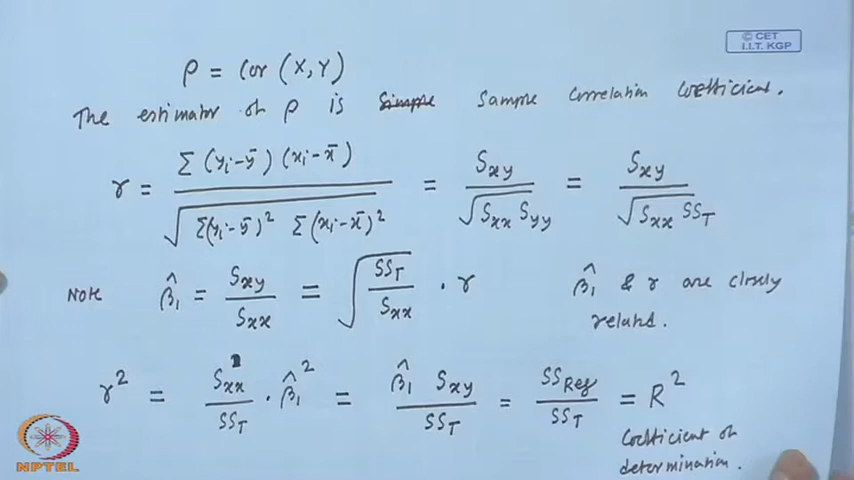 © CET
I.I.T. KGP
ρ = Cor (X, Y)
The estimator of ρ is Sample Correlation Coefficient.
r = Σ (yi - ȳ) (xi - x̄) / √(Σ(yi - ȳ)² Σ(xi - x̄)²) = Sxy / √(Sxx Syy) = Sxy / √(Sxx SST)
Note β̂1 = Sxy / Sxx = √(SST / Sxx) · r β̂1 & r are closely
related.
r² = Sxx / SST · β̂1² = β̂1 Sxy / SST = SSReg / SST = R²
Coefficient of
determination.
NPTEL